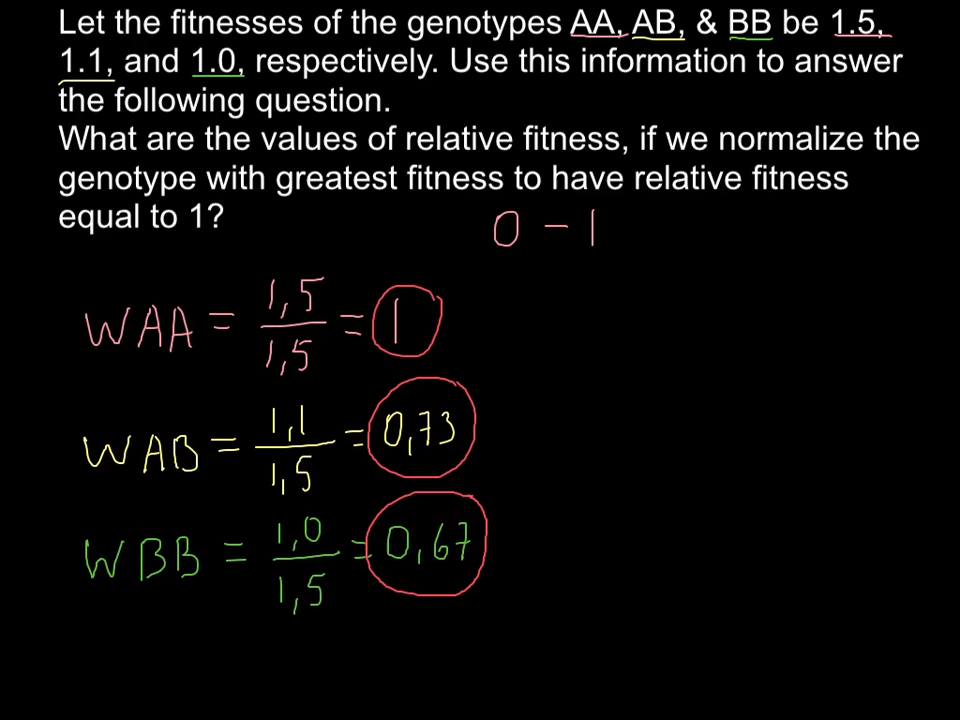 Let the fitnesses of the genotypes AA, AB, & BB be 1.5,
1.1, and 1.0, respectively. Use this information to answer
the following question.
What are the values of relative fitness, if we normalize the
genotype with greatest fitness to have relative fitness
equal to 1?
0 - 1
WAA = 1,5/1,5 = 1
WAB = 1,1/1,5 = 0,73
WBB = 1,0/1,5 = 0,67